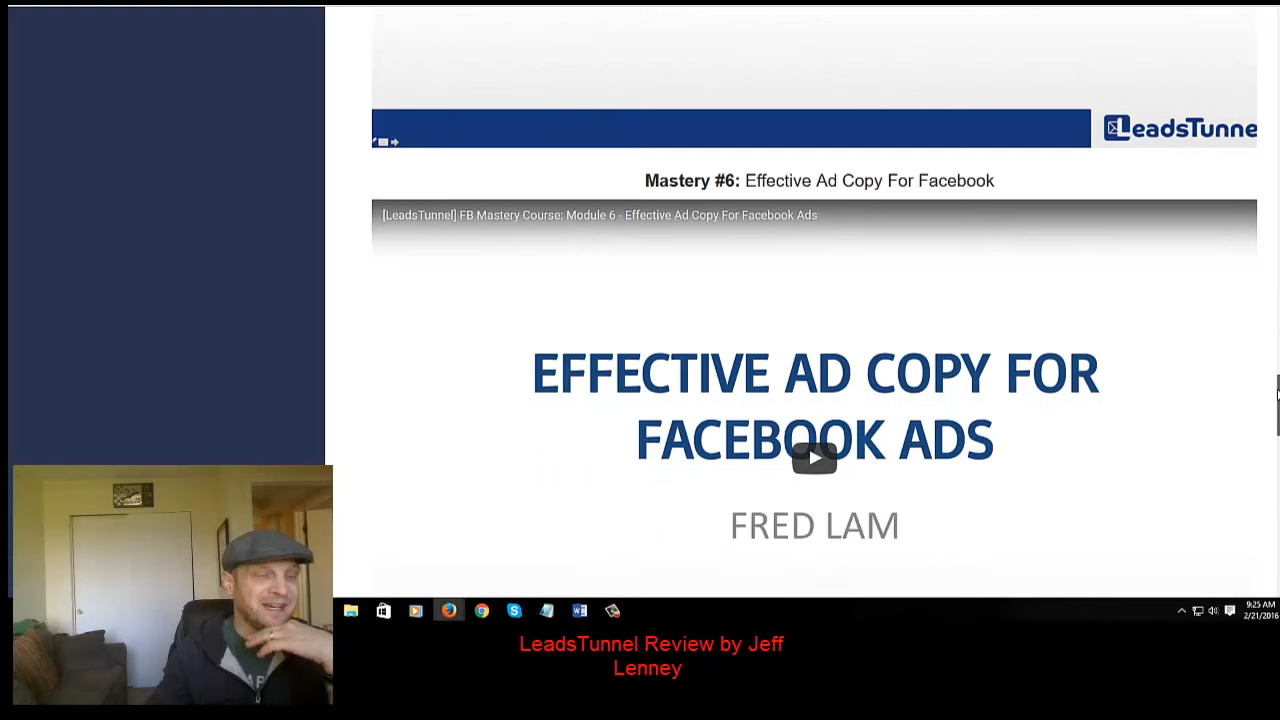 LeadsTunne
Mastery #6: Effective Ad Copy For Facebook
[LeadsTunnel] FB Mastery Course: Module 6 - Effective Ad Copy For Facebook Ads
EFFECTIVE AD COPY FOR
FACEBOOK ADS
FRED LAM
9:25 AM
2/21/2016
LeadsTunnel Review by Jeff
Lenney